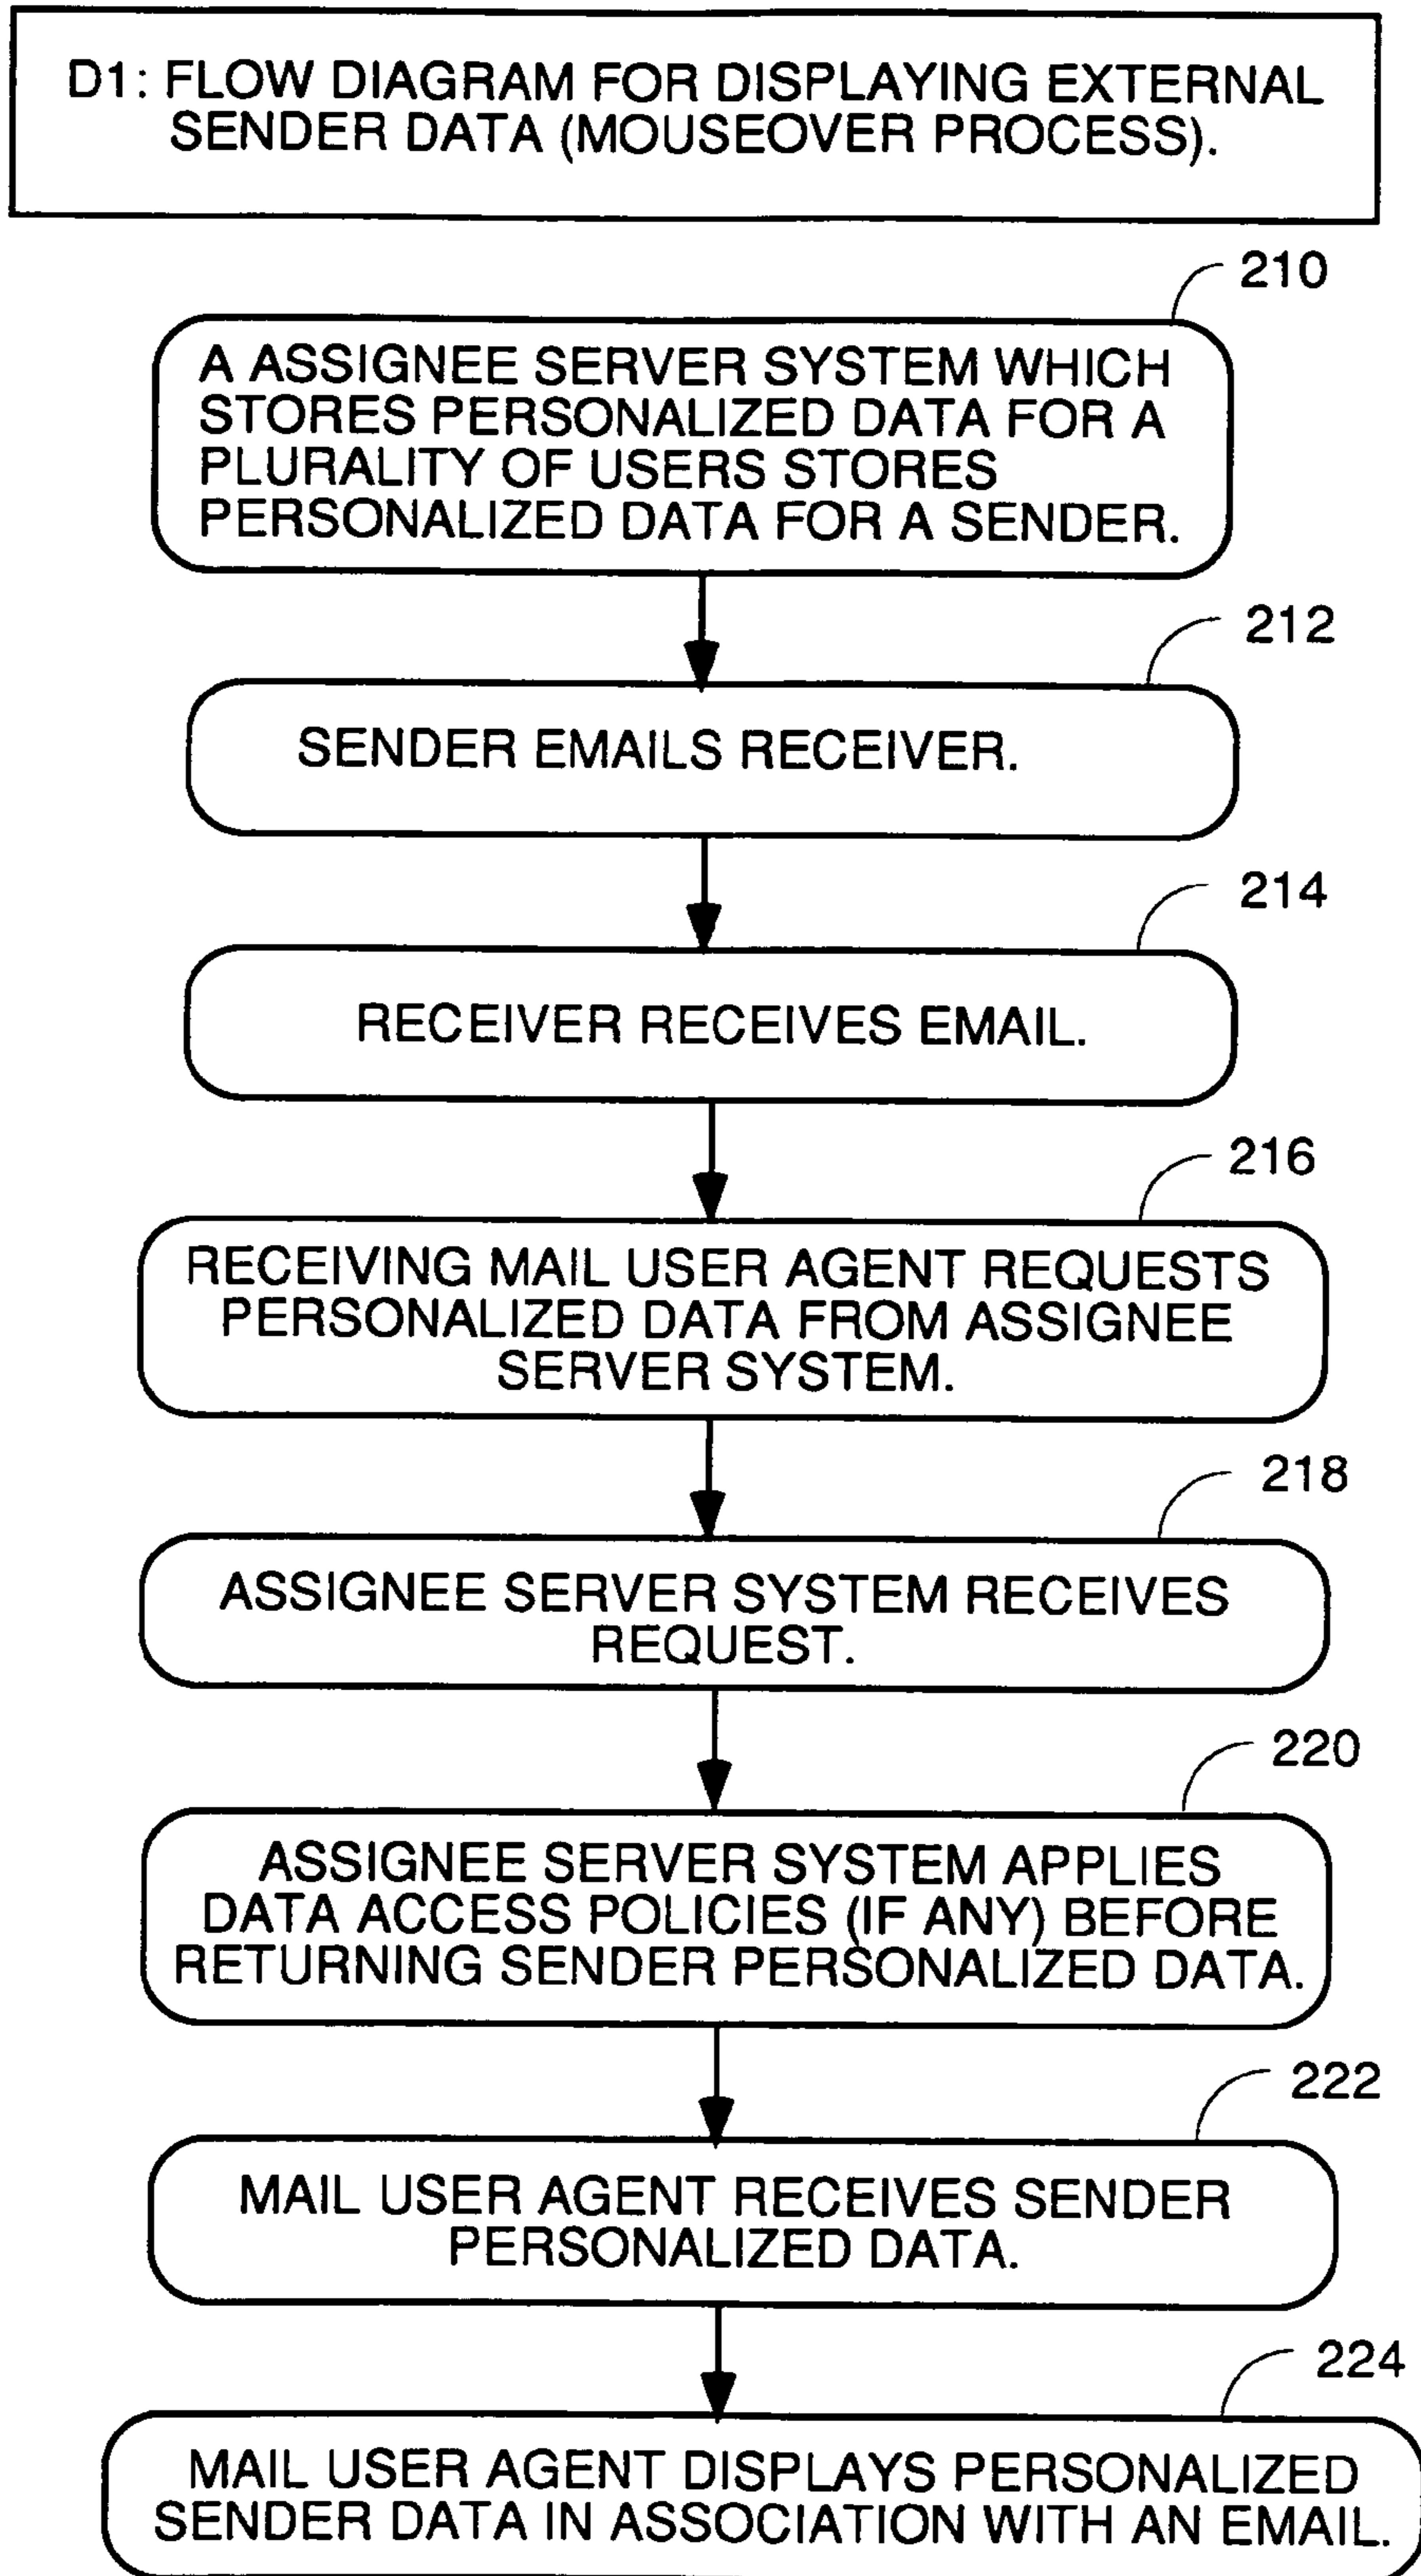 D1: FLOW DIAGRAM FOR DISPLAYING EXTERNAL
SENDER DATA (MOUSEOVER PROCESS).
210
A ASSIGNEE SERVER SYSTEM WHICH
STORES PERSONALIZED DATA FOR A
PLURALITY OF USERS STORES
PERSONALIZED DATA FOR A SENDER.
212
SENDER EMAILS RECEIVER.
214
RECEIVER RECEIVES EMAIL.
216
RECEIVING MAIL USER AGENT REQUESTS
PERSONALIZED DATA FROM ASSIGNEE
SERVER SYSTEM.
218
ASSIGNEE SERVER SYSTEM RECEIVES
REQUEST.
220
ASSIGNEE SERVER SYSTEM APPLIES
DATA ACCESS POLICIES (IF ANY) BEFORE
RETURNING SENDER PERSONALIZED DATA.
222
MAIL USER AGENT RECEIVES SENDER
PERSONALIZED DATA.
224
MAIL USER AGENT DISPLAYS PERSONALIZED
SENDER DATA IN ASSOCIATION WITH AN EMAIL.